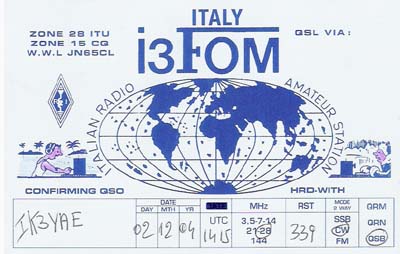 ITALY
ZONE 28 ITU
ZONE 15 CQ
W.W.L JN65CL
i3FOM
QSL VIA:
ITALIAN RADIO
AMATEUR STATION
CONFIRMING QSO
HRD-WITH
DATE
DAY MTH YR
UTC
MHz
RST
MODE
2 WAY
QRM
IK3YAE
02 12 04
1415
3,5-7-14
21-28
144
339
SSB
CW
FM
QRN
QSB